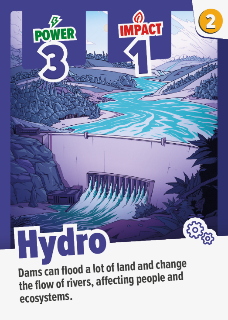 POWER IMPACT 2
3 1
Hydro
Dams can flood a lot of land and change
the flow of rivers, affecting people and
ecosystems.